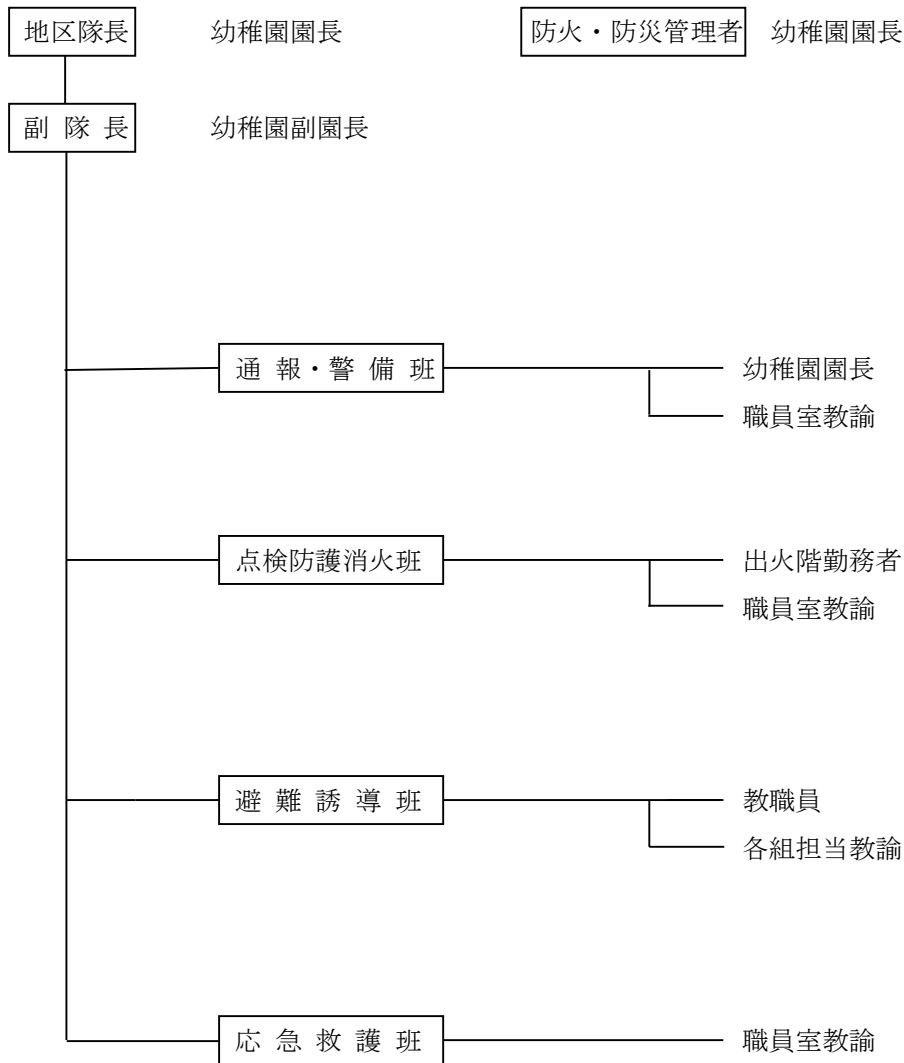 地区隊長 幼稚園園長 防火・防災管理者 幼稚園園長
副隊長 幼稚園副園長
通報・警備班 幼稚園園長
職員室教諭
点検防護消火班 出火階勤務者
職員室教諭
避難誘導班 教職員
各組担当教諭
応急救護班 職員室教諭